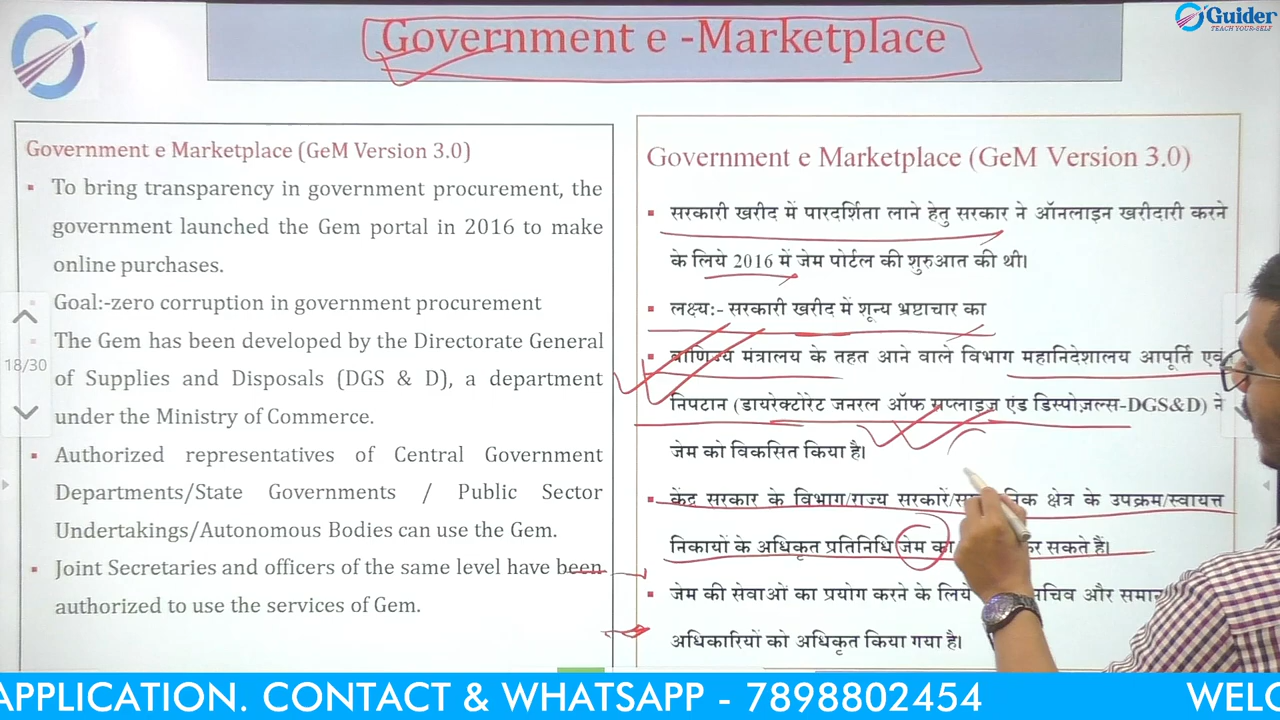 Government e -Marketplace
Guider
TEACH YOUR-SELF
Government e Marketplace (GeM Version 3.0)
▪ To bring transparency in government procurement, the
government launched the Gem portal in 2016 to make
online purchases.
▪ Goal:-zero corruption in government procurement
▪ The Gem has been developed by the Directorate General
of Supplies and Disposals (DGS & D), a department
under the Ministry of Commerce.
▪ Authorized representatives of Central Government
Departments/State Governments / Public Sector
Undertakings/Autonomous Bodies can use the Gem.
▪ Joint Secretaries and officers of the same level have been
authorized to use the services of Gem.
18/30
Government e Marketplace (GeM Version 3.0)
▪ सरकारी खरीद में पारदर्शिता लाने हेतु सरकार ने ऑनलाइन खरीदारी करने
के लिये 2016 में जेम पोर्टल की शुरुआत की थी।
▪ लक्ष्य:- सरकारी खरीद में शून्य भ्रष्टाचार का
▪ वाणिज्य मंत्रालय के तहत आने वाले विभाग महानिदेशालय आपूर्ति एवं
निपटान (डायरेक्टोरेट जनरल ऑफ सप्लाइज़ एंड डिस्पोज़ल्स-DGS&D) ने
जेम को विकसित किया है।
▪ केंद्र सरकार के विभाग/राज्य सरकारें/ क्षेत्र के उपक्रम/स्वायत्त
निकायों के अधिकृत प्रतिनिधि जेम का सकते हैं।
▪ जेम की सेवाओं का प्रयोग करने के लिये और
अधिकारियों को अधिकृत किया गया है।
APPLICATION. CONTACT & WHATSAPP - 7898802454